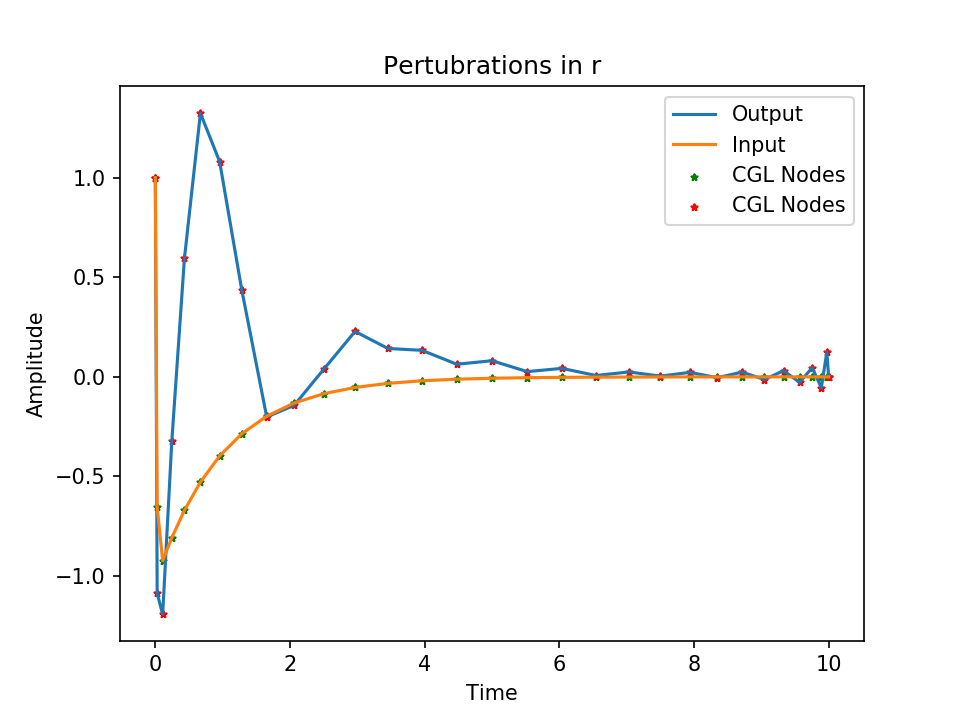 Pertubrations in r
Output
Input
CGL Nodes
CGL Nodes
1.0
0.5
0.0
−0.5
−1.0
Amplitude
0 2 4 6 8 10
Time